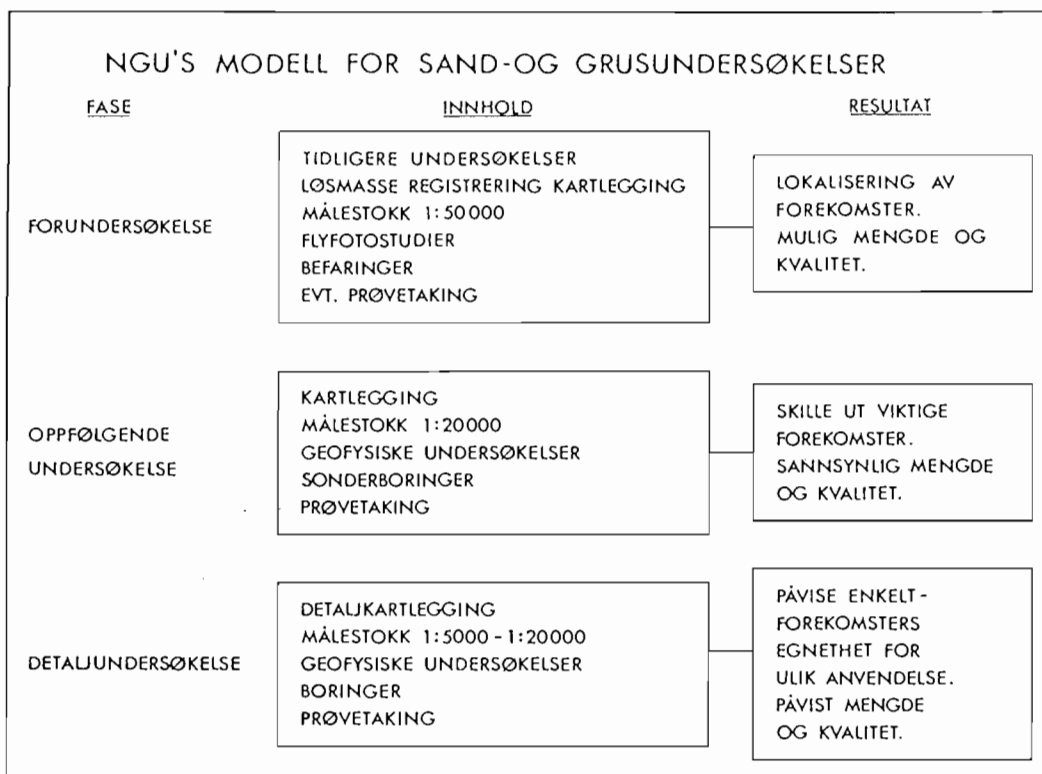 NGU'S MODELL FOR SAND-OG GRUSUNDERSØKELSER
FASE
INNHOLD
RESULTAT
FORUNDERSØKELSE
TIDLIGERE UNDERSØKELSER
LØSMASSE REGISTRERING KARTLEGGING
MÅLESTOKK 1:50000
FLYFOTOSTUDIER
BEFARINGER
EVT. PRØVETAKING
LOKALISERING AV
FOREKOMSTER.
MULIG MENGDE OG
KVALITET.
OPPFØLGENDE
UNDERSØKELSE
KARTLEGGING
MÅLESTOKK 1:20000
GEOFYSISKE UNDERSØKELSER
SONDERBORINGER
PRØVETAKING
SKILLE UT VIKTIGE
FOREKOMSTER.
SANNSYNLIG MENGDE
OG KVALITET.
DETALJUNDERSØKELSE
DETALJKARTLEGGING
MÅLESTOKK 1:5000-1:20000
GEOFYSISKE UNDERSØKELSER
BORINGER
PRØVETAKING
PÅVISE ENKELT-
FOREKOMSTERS
EGNETHET FOR
ULIK ANVENDELSE.
PÅVIST MENGDE
OG KVALITET.